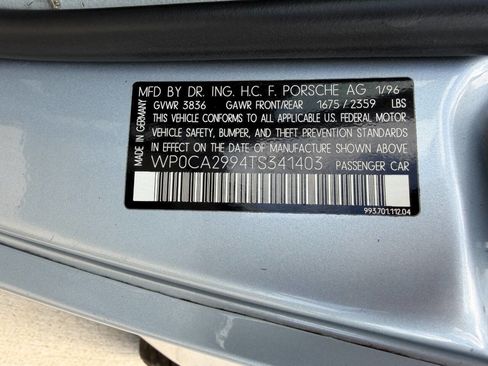 MFD BY DR. ING. H.C. F. PORSCHE AG 1/96
GVWR 3836 GAWR FRONT/REAR 1675/2359 LBS
THIS VEHICLE CONFORMS TO ALL APPLICABLE US. FEDERAL MOTOR
VEHICLE SAFETY, BUMPER, AND THEFT PREVENTION STANDARDS IN
EFFECT ON THE DATE OF MANUFACTURE SHOWN ABOVE.
WP0CA2994TS341403 PASSENGER CAR
993.701.112.04
MADE IN GERMANY